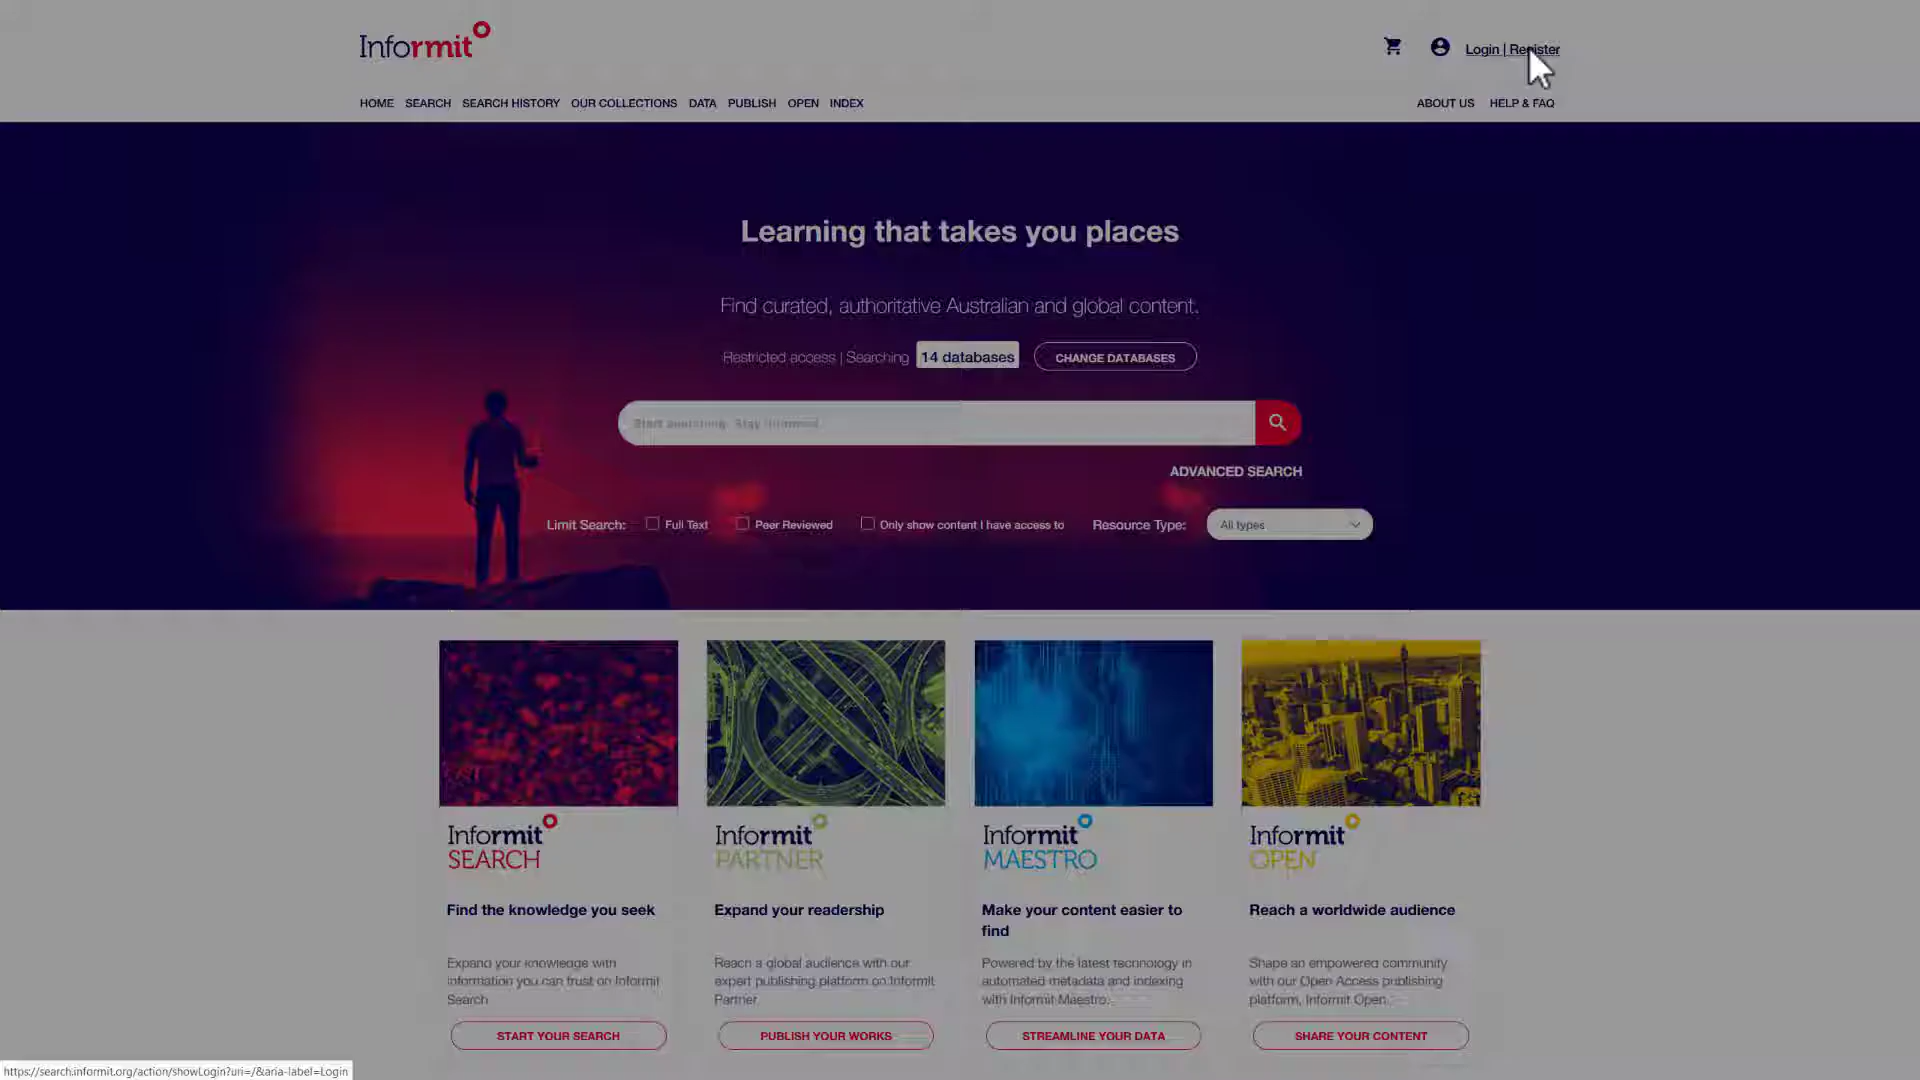 Informit
Login | Register
HOME SEARCH SEARCH HISTORY OUR COLLECTIONS DATA PUBLISH OPEN INDEX
ABOUT US HELP & FAQ
Learning that takes you places
Find curated, authoritative Australian and global content.
Restricted access | Searching 14 databases CHANGE DATABASES
Start searching. Stay informed.
ADVANCED SEARCH
Limit Search: Full Text Peer Reviewed Only show content I have access to Resource Type: All types
Informit
SEARCH
Find the knowledge you seek
Expand your knowledge with
information you can trust on Informit
Search
START YOUR SEARCH
Informit
PARTNER
Expand your readership
Reach a global audience with our
expert publishing platform on Informit
Partner
PUBLISH YOUR WORKS
Informit
MAESTRO
Make your content easier to
find
Powered by the latest technology in
automated metadata and indexing
with Informit Maestro.
STREAMLINE YOUR DATA
Informit
OPEN
Reach a worldwide audience
Shape an empowered community
with our Open Access publishing
platform, Informit Open.
SHARE YOUR CONTENT
https://search.informit.org/action/showLogin?uri=/&aria-label=Login